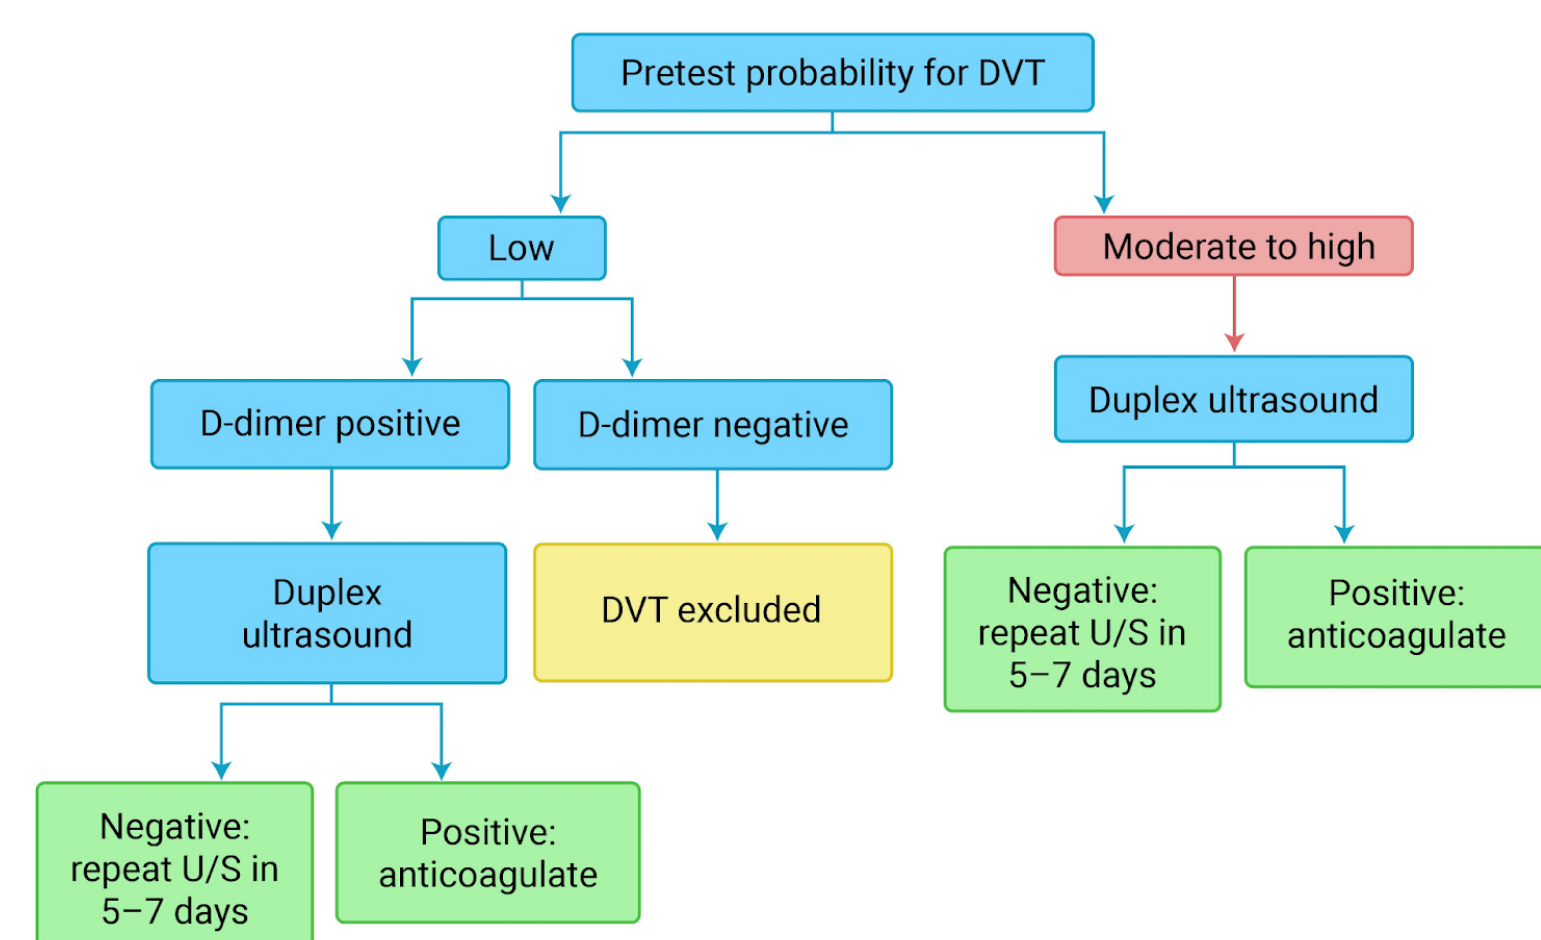 Pretest probability for DVT
Low
Moderate to high
D-dimer positive
D-dimer negative
Duplex ultrasound
Duplex
ultrasound
DVT excluded
Negative:
repeat U/S in
5–7 days
Positive:
anticoagulate
Negative:
repeat U/S in
5–7 days
Positive:
anticoagulate